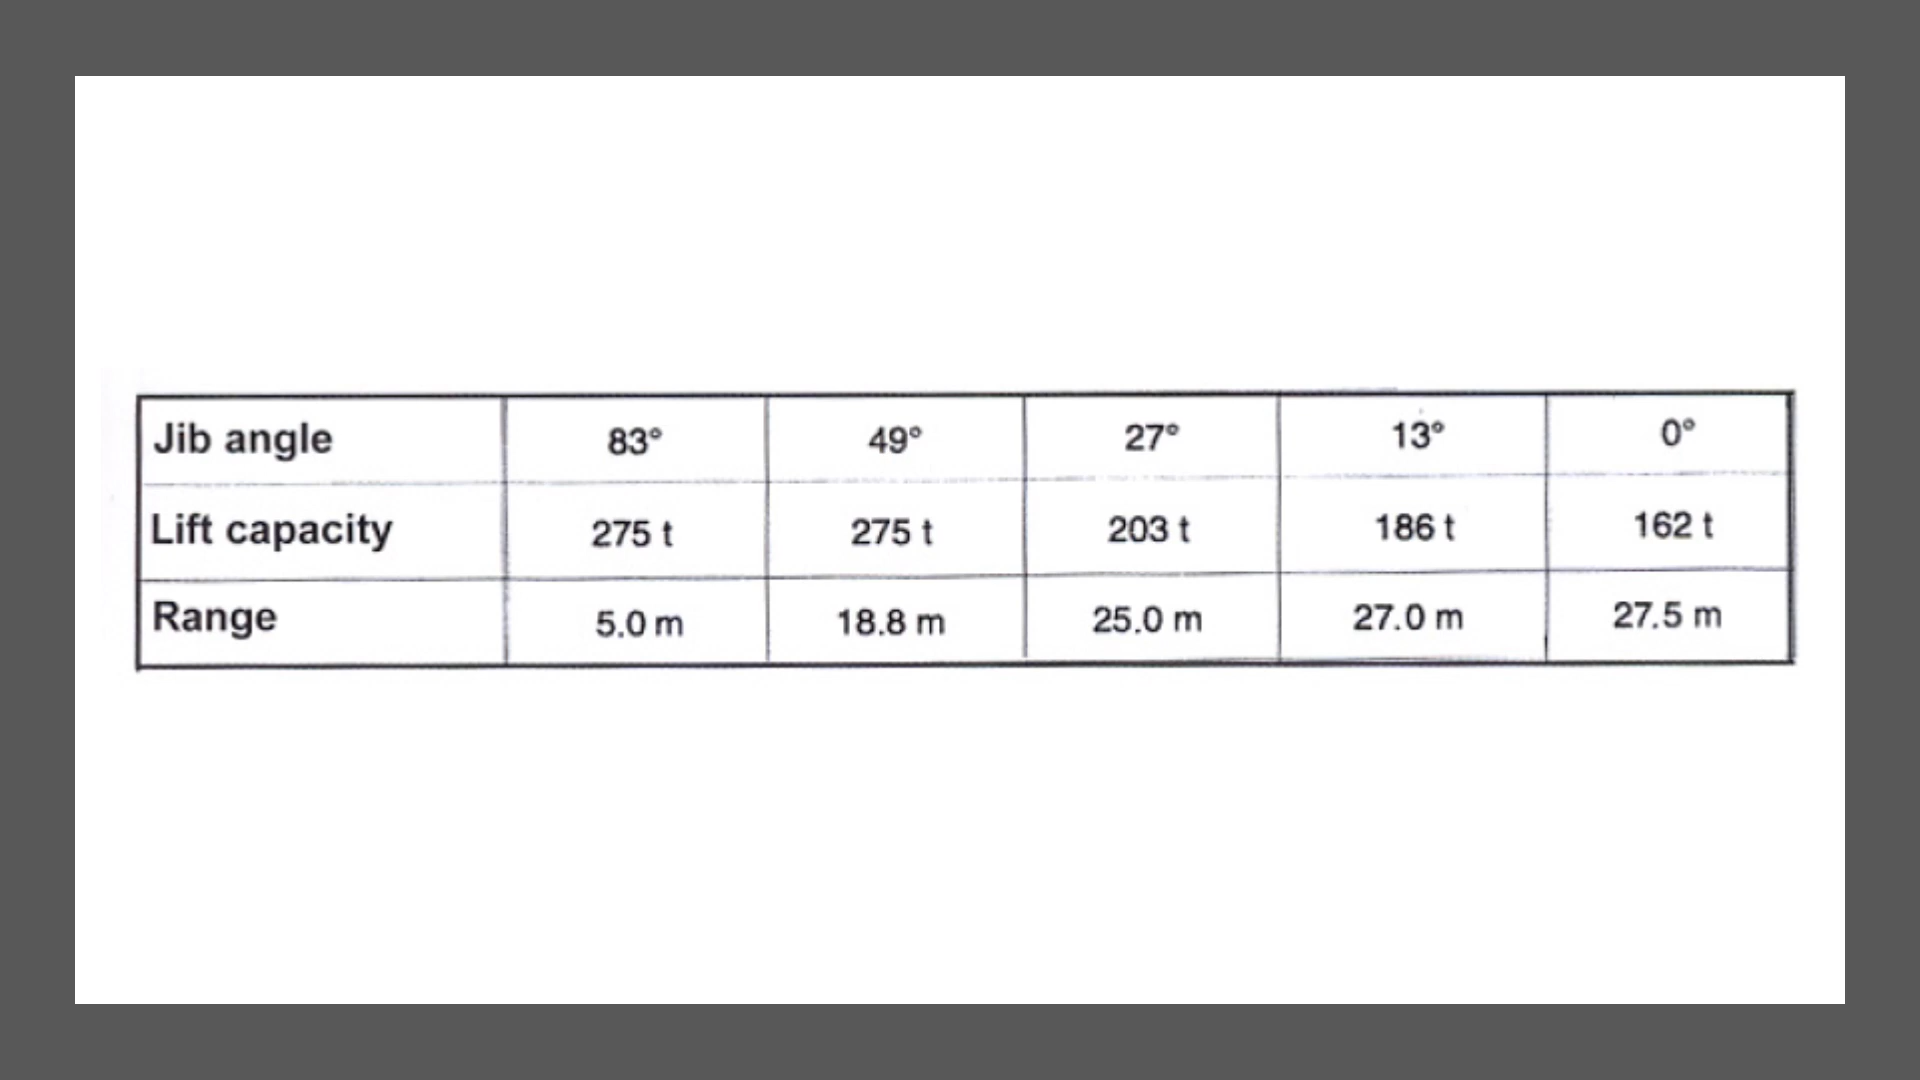 Jib angle 83° 49° 27° 13° 0°
Lift capacity 275 t 275 t 203 t 186 t 162 t
Range 5.0 m 18.8 m 25.0 m 27.0 m 27.5 m